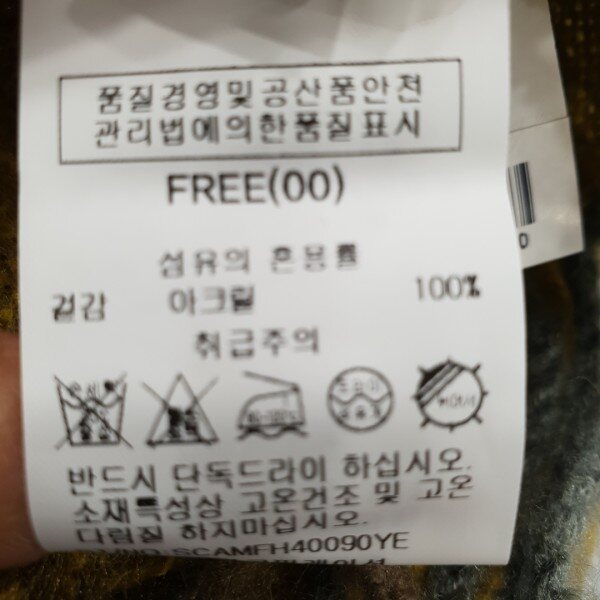 품질경영및공산품안전
관리법에의한품질표시
FREE(00)
섬유의 혼용률
겉감 아크릴 100%
취급주의
반드시 단독드라이 하십시오.
소재특성상 고온건조 및 고온
다림질 하지마십시오.
SCAMFH40090YE